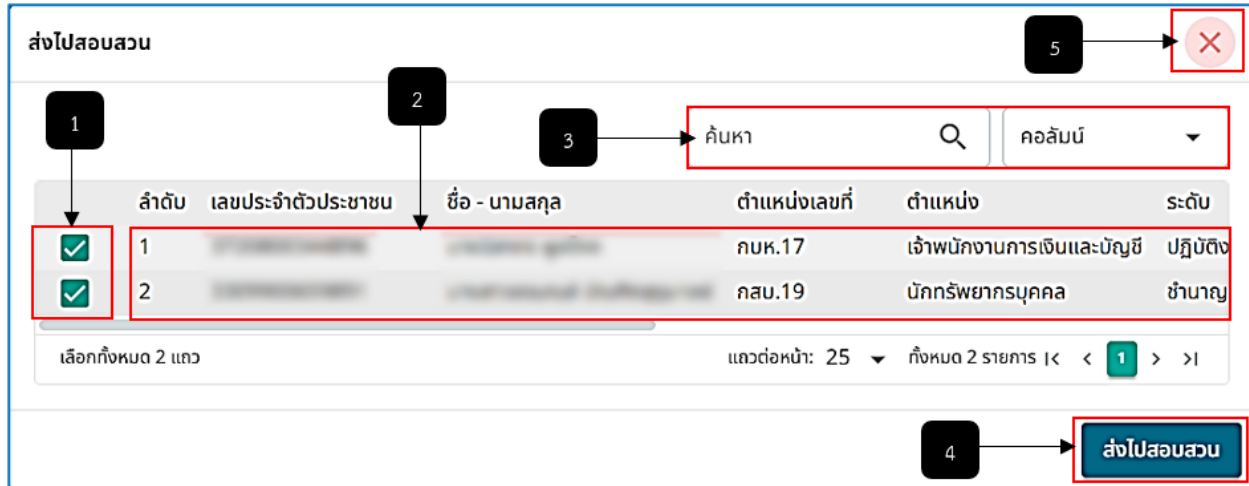 ส่งไปสอบสวน
5
1
2
3
ค้นหา
คอลัมน์
ลำดับ เลขประจำตัวประชาชน ชื่อ - นามสกุล ตำแหน่งเลขที่ ตำแหน่ง ระดับ
1 กบห.17 เจ้าพนักงานการเงินและบัญชี ปฏิบัติง
2 กสบ.19 นักทรัพยากรบุคคล ชำนาญ
เลือกทั้งหมด 2 แถว แถวต่อหน้า: 25 ทั้งหมด 2 รายการ |< < 1 > >|
4
ส่งไปสอบสวน